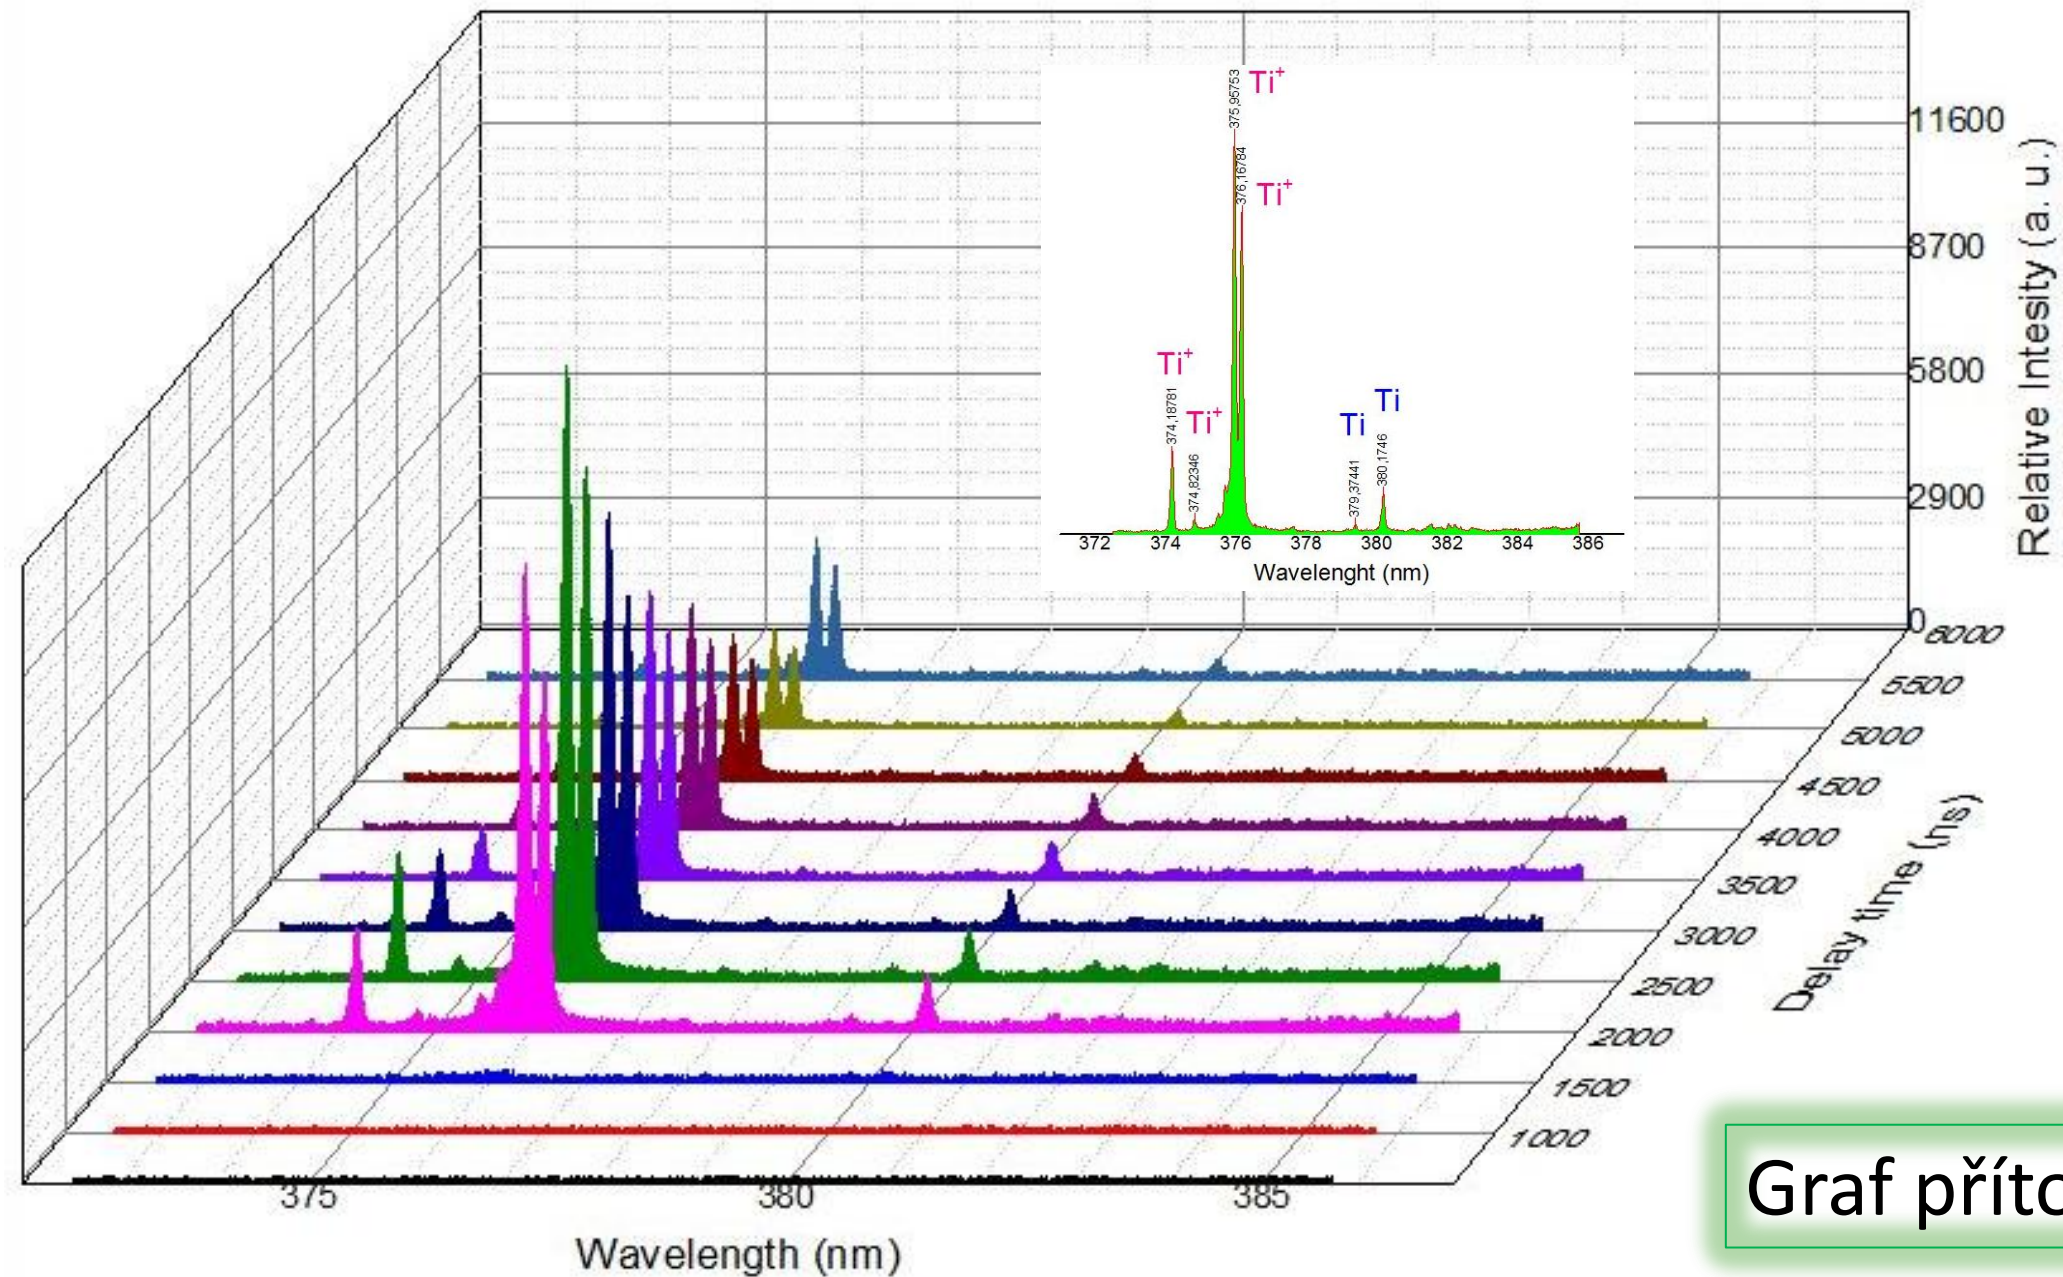 375,95753
Ti+
376,16784
Ti+
Ti+
374,18781
Ti+
374,82346
Ti
379,37441
Ti
380,1746
372 374 376 378 380 382 384 386
Wavelenght (nm)
11600
8700
5800
2900
0
Relative Intesity (a. u.)
6000
5500
5000
4500
4000
3500
3000
2500
2000
1500
1000
Delay time (ns)
375 380 385
Wavelength (nm)
Graf příto